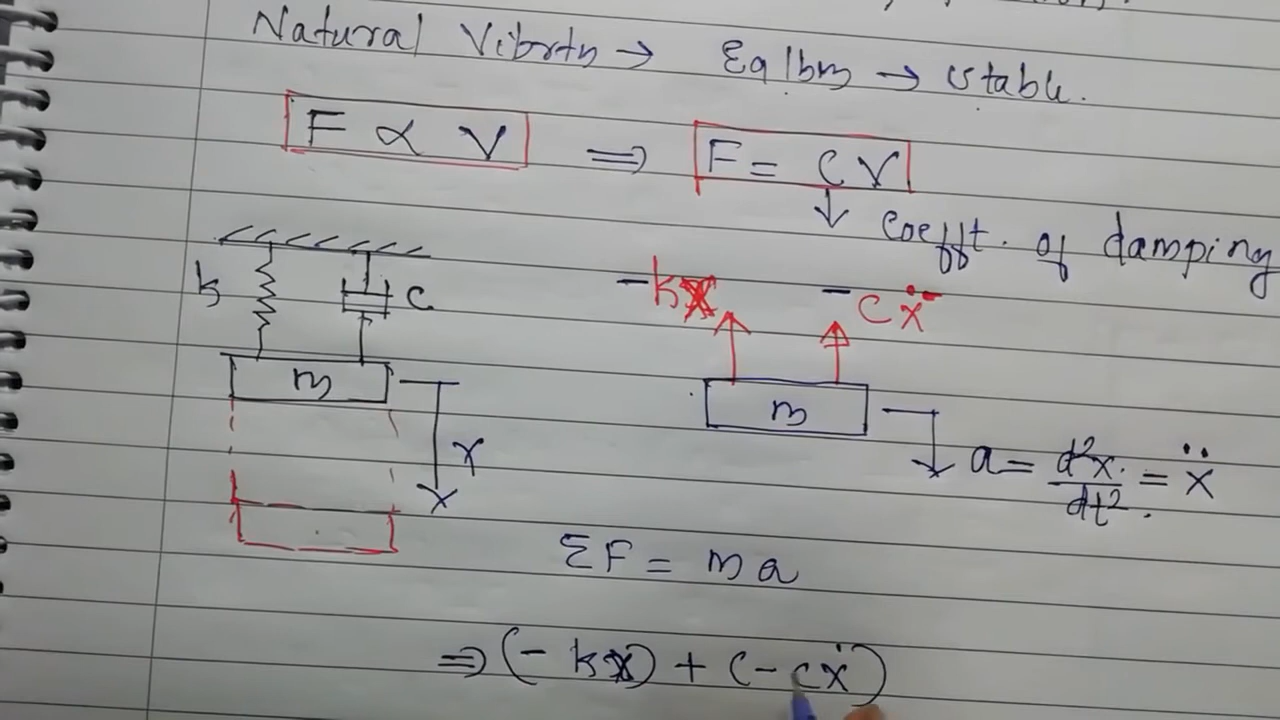 Natural Vibrtn → Eqlbm → stable.
F ∝ V ⇒ F = CV
↓ Coefft. of damping
k C -kx -cẋ
m m
x a = d²x/dt² = ẍ
ΣF = ma
⇒ (-kx) + (-cẋ)